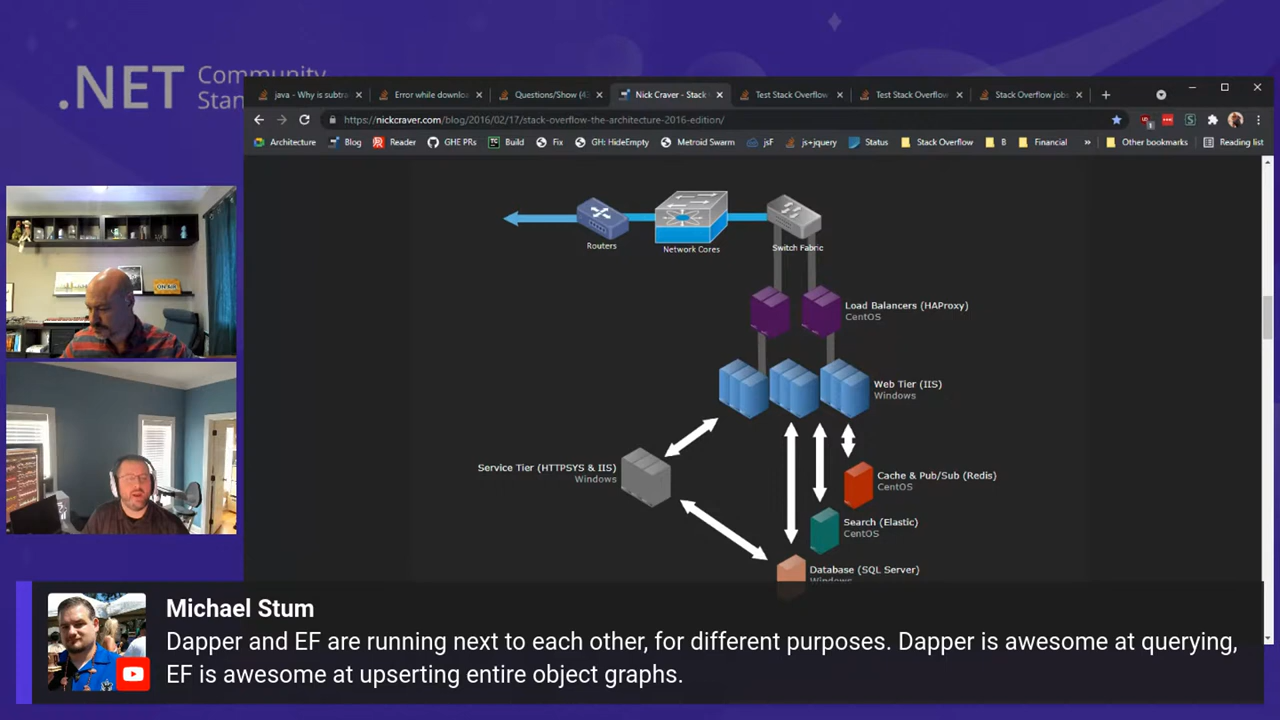 .NET
Community
Stan
java - Why is subtra
Error while downloa
Questions/Show (4
Nick Craver - Stack
Test Stack Overflow
Test Stack Overflow
Stack Overflow jobs
https://nickcraver.com/blog/2016/02/17/stack-overflow-the-architecture-2016-edition/
Architecture
Blog
Reader
GHE PRs
Build
Fix
GH: HideEmpty
Metroid Swarm
jsF
js+jquery
Status
Stack Overflow
B
Financial
»
Other bookmarks
Reading list
Routers
Network Cores
Switch Fabric
Load Balancers (HAProxy)
CentOS
Web Tier (IIS)
Windows
Service Tier (HTTPSYS & IIS)
Windows
Cache & Pub/Sub (Redis)
CentOS
Search (Elastic)
CentOS
Database (SQL Server)
Windows
Michael Stum
Dapper and EF are running next to each other, for different purposes. Dapper is awesome at querying,
EF is awesome at upserting entire object graphs.